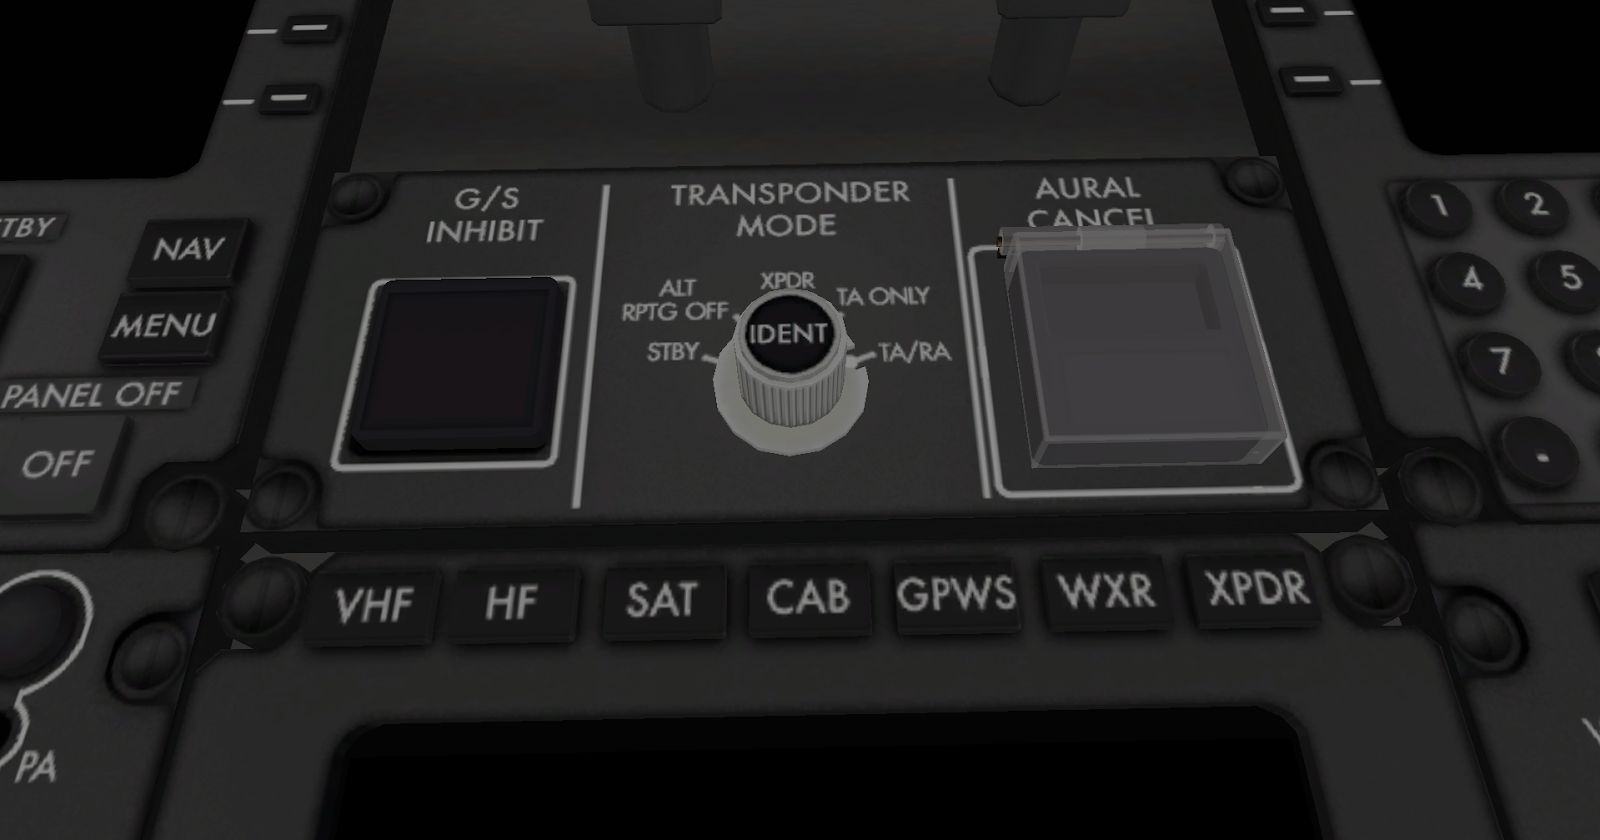 STBY
NAV
MENU
PANEL OFF
OFF
G/S
INHIBIT
TRANSPONDER
MODE
ALT
RPTG OFF
XPDR
TA ONLY
STBY
TA/RA
IDENT
AURAL
CANCEL
1 2
4 5
7
.
VHF HF SAT CAB GPWS WXR XPDR
PA